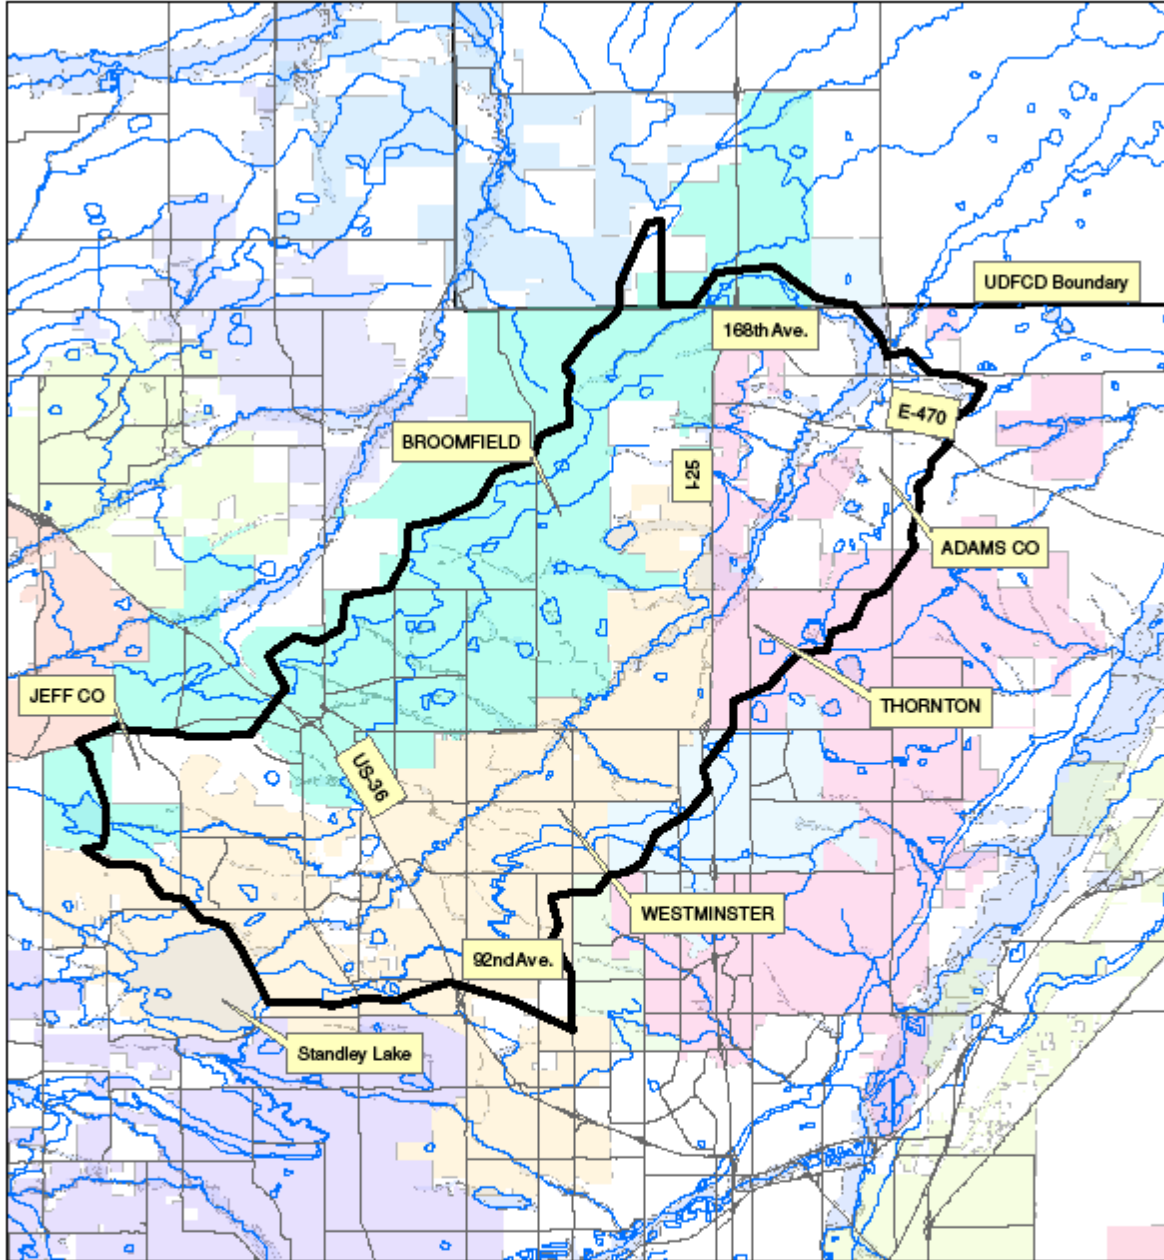 UDFCD Boundary
168th Ave.
E-470
BROOMFIELD
I-25
ADAMS CO
JEFF CO
THORNTON
US-36
WESTMINSTER
92nd Ave.
Standley Lake